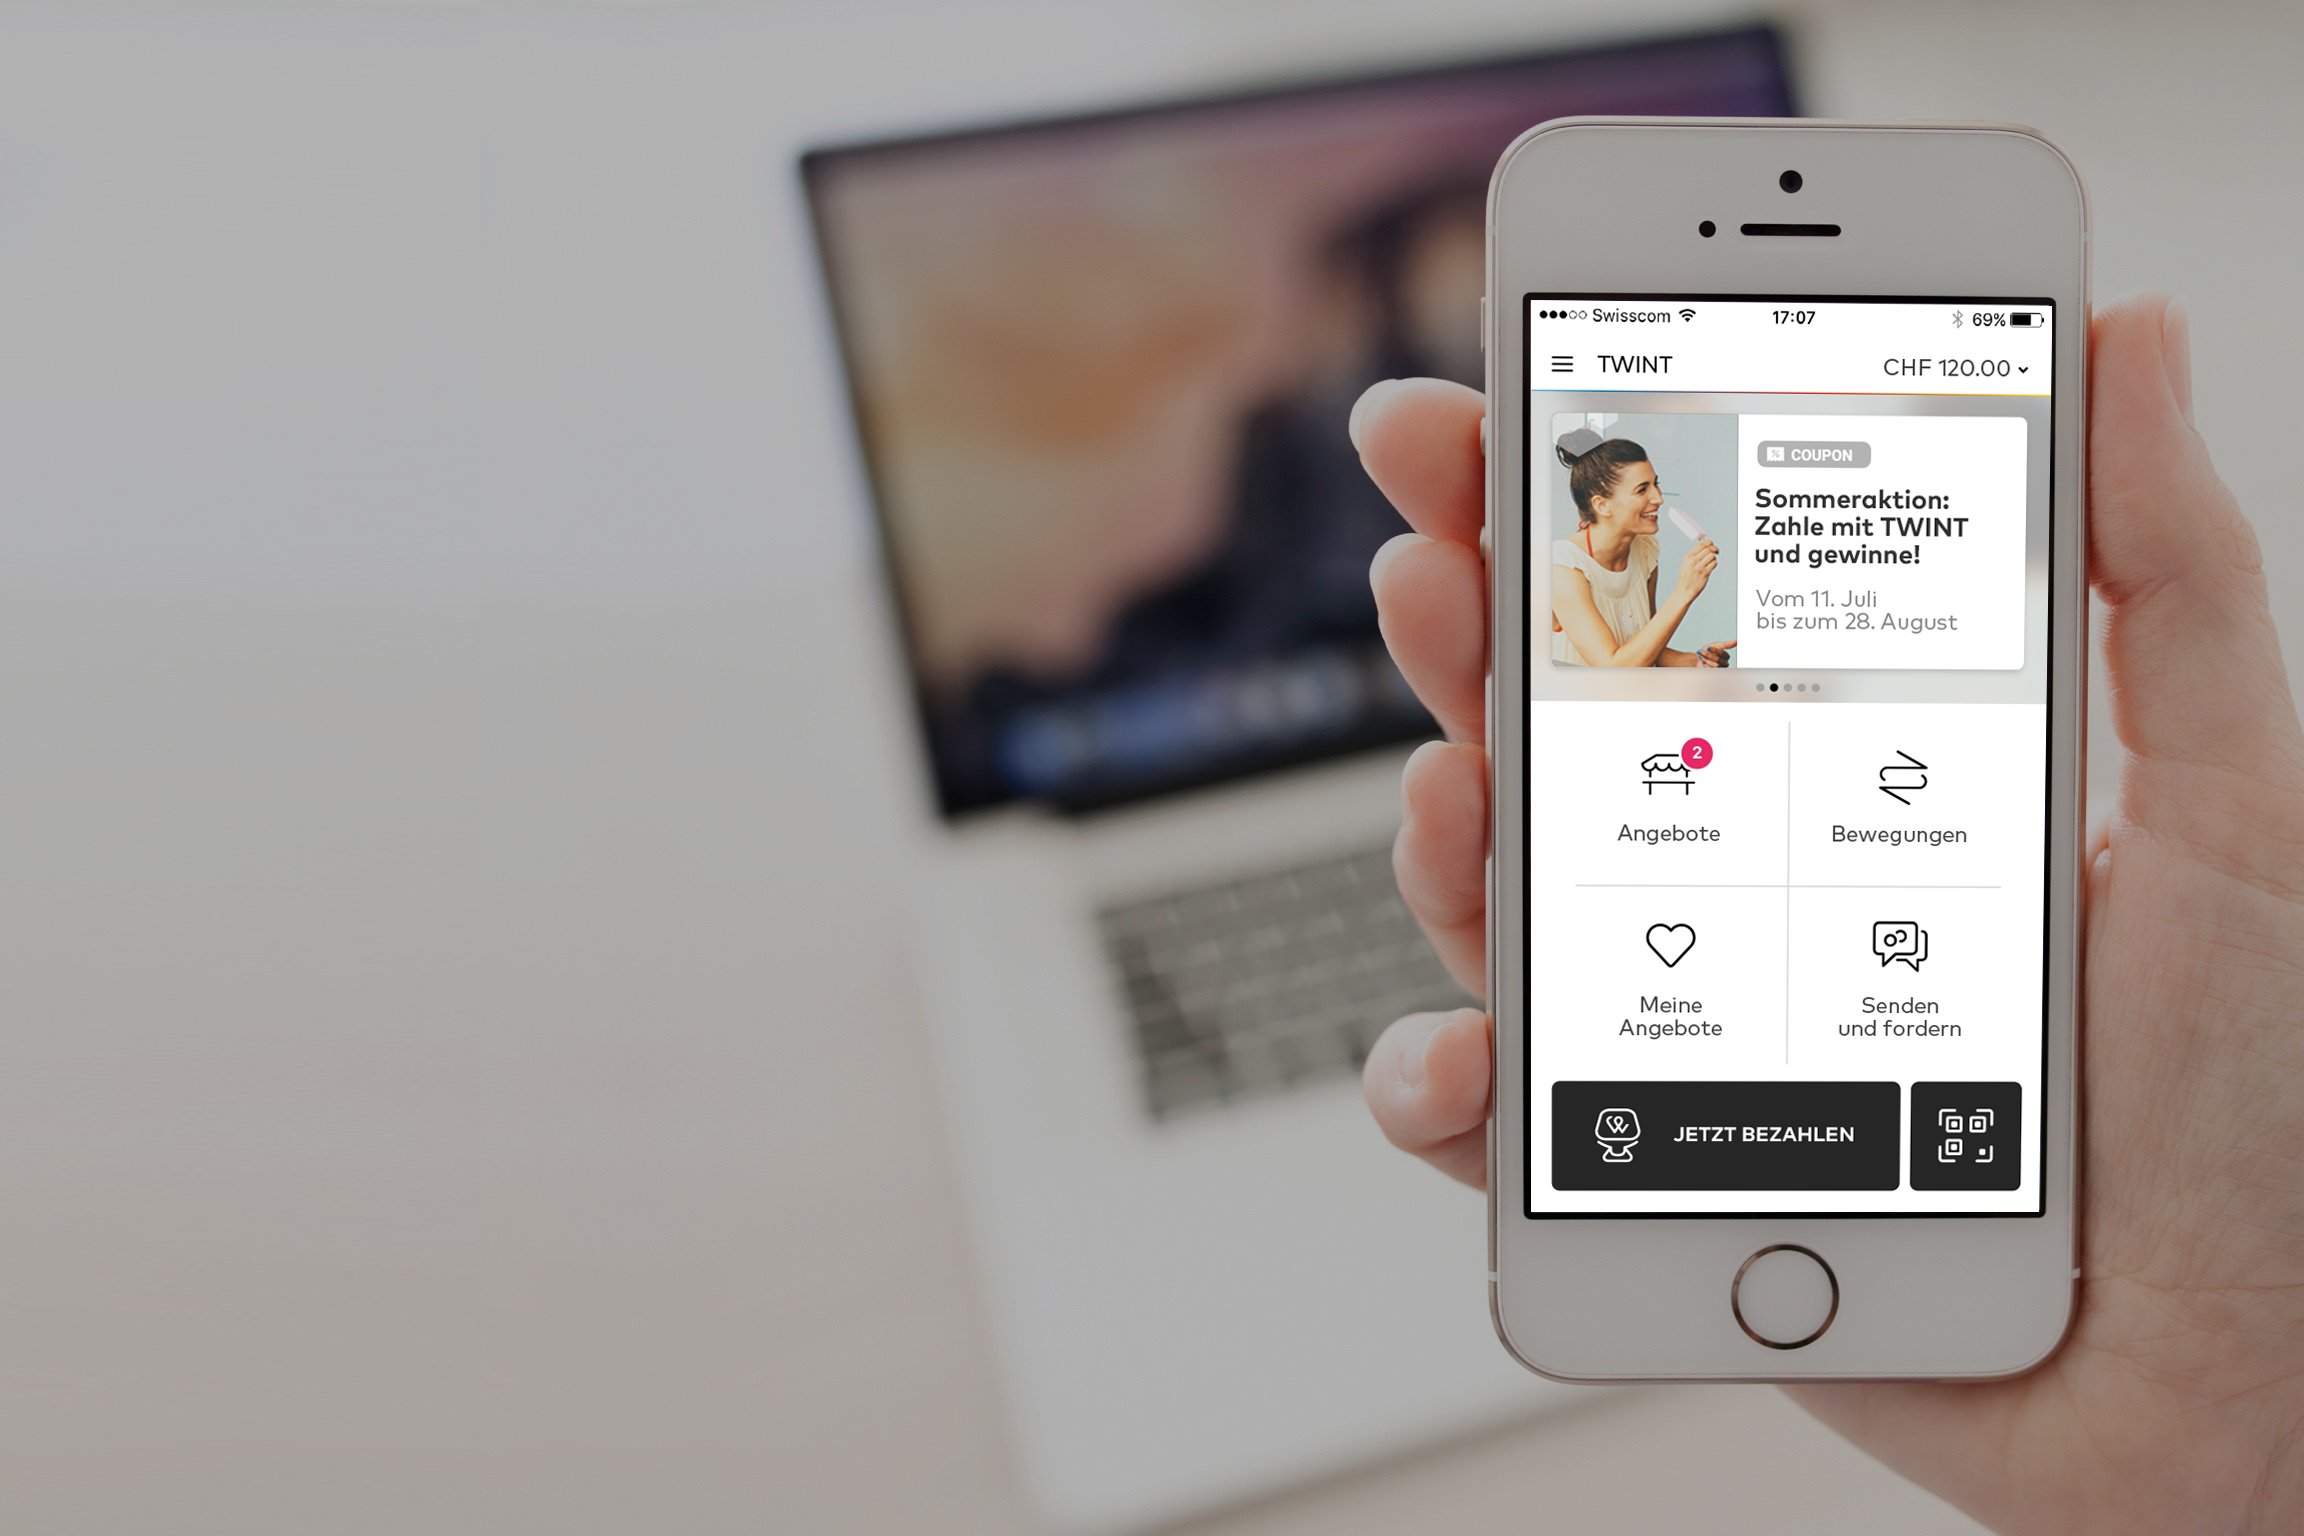 Swisscom
17:07
69%
TWINT
CHF 120.00
COUPON
Sommeraktion:
Zahle mit TWINT
und gewinne!
Vom 11. Juli
bis zum 28. August
2
Angebote
Bewegungen
Meine
Angebote
Senden
und fordern
JETZT BEZAHLEN